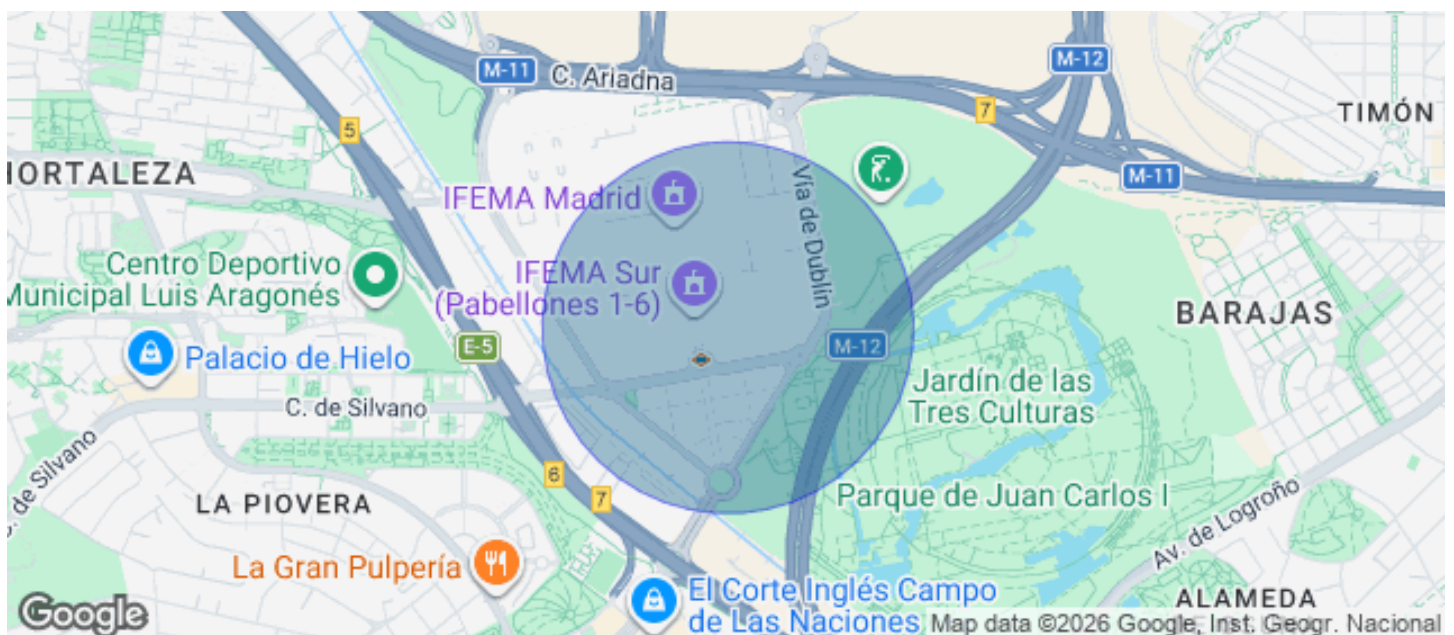 M-11
C. Ariadna
M-12
7
TIMÓN
5
HORTALEZA
IFEMA Madrid
Vía de Dublín
M-11
Centro Deportivo
Municipal Luis Aragonés
IFEMA Sur
(Pabellones 1-6)
BARAJAS
E-5
M-12
Palacio de Hielo
Jardín de las
Tres Culturas
C. de Silvano
C. de Silvano
6
7
LA PIOVERA
Parque de Juan Carlos I
Av. de Logroño
La Gran Pulpería
El Corte Inglés Campo
de Las Naciones
ALAMEDA
Google
Map data ©2026 Google, Inst. Geogr. Nacional